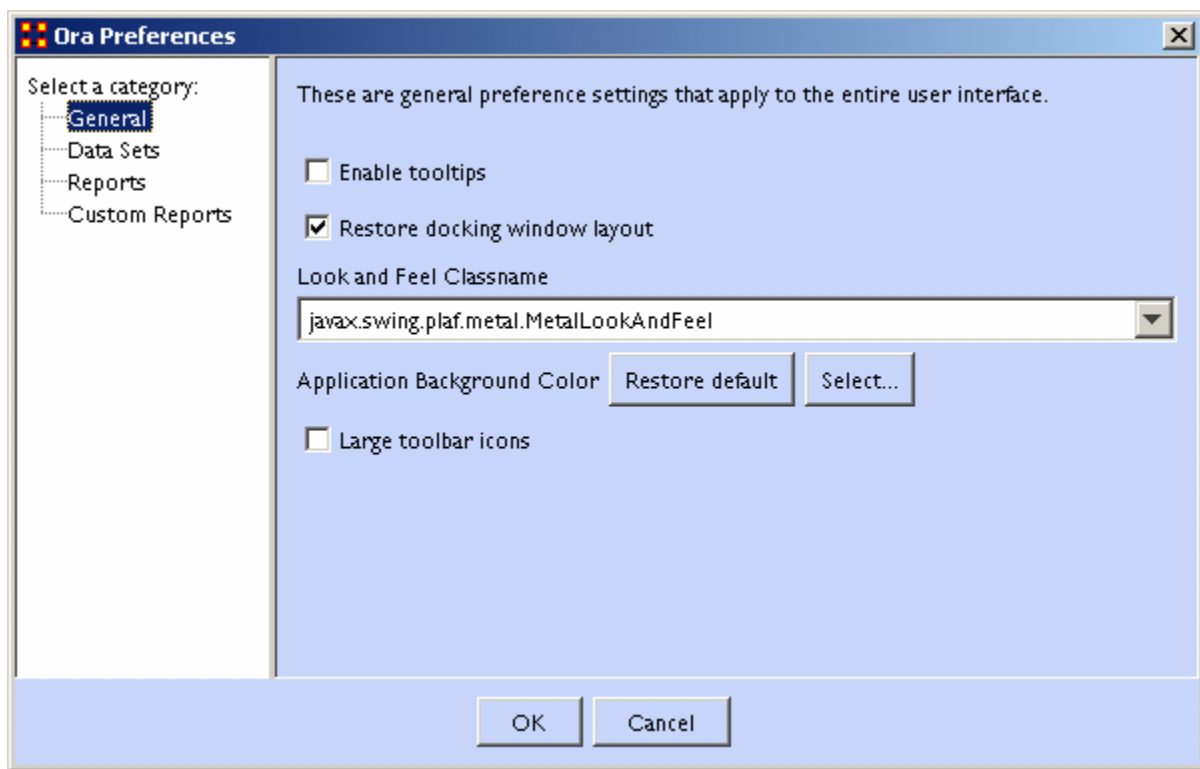 Ora Preferences
Select a category:
General
Data Sets
Reports
Custom Reports
These are general preference settings that apply to the entire user interface.
Enable tooltips
Restore docking window layout
Look and Feel Classname
javax.swing.plaf.metal.MetalLookAndFeel
Application Background Color Restore default Select...
Large toolbar icons
OK Cancel